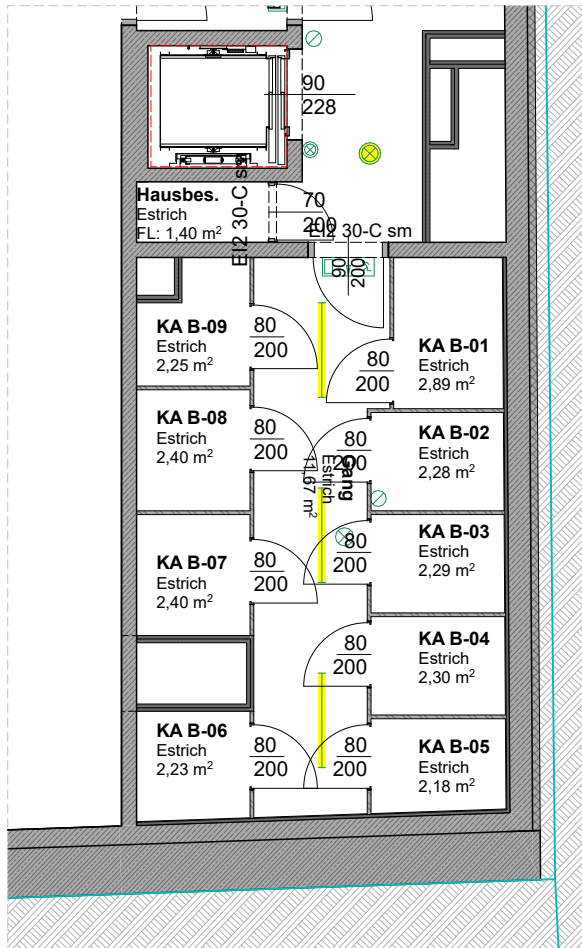 90
228
Hausbes.
Estrich
FL: 1,40 m²
EI2 30-C sm
70
200
EI2 30-C sm
90
200
KA B-09
Estrich
2,25 m²
80
200
KA B-01
Estrich
2,89 m²
80
200
KA B-08
Estrich
2,40 m²
80
200
KA B-02
Estrich
2,28 m²
80
200
Gang
Estrich
11,67 m²
KA B-03
Estrich
2,29 m²
80
200
KA B-07
Estrich
2,40 m²
80
200
KA B-04
Estrich
2,30 m²
80
200
KA B-06
Estrich
2,23 m²
80
200
KA B-05
Estrich
2,18 m²
80
200